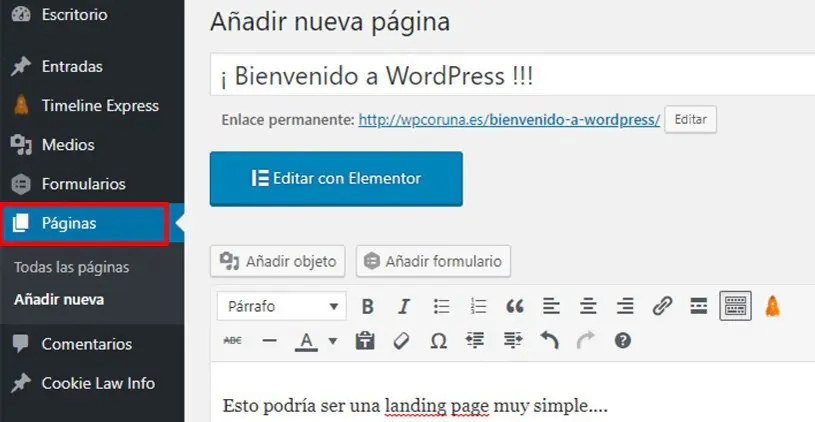 Escritorio
Entradas
Timeline Express
Medios
Formularios
Páginas
Todas las páginas
Añadir nueva
Comentarios
Cookie Law Info
Añadir nueva página
¡ Bienvenido a WordPress !!!
Enlace permanente: http://wpcoruna.es/bienvenido-a-wordpress/ Editar
Editar con Elementor
Añadir objeto Añadir formulario
Párrafo B I
ABC A Ω
Esto podría ser una landing page muy simple....